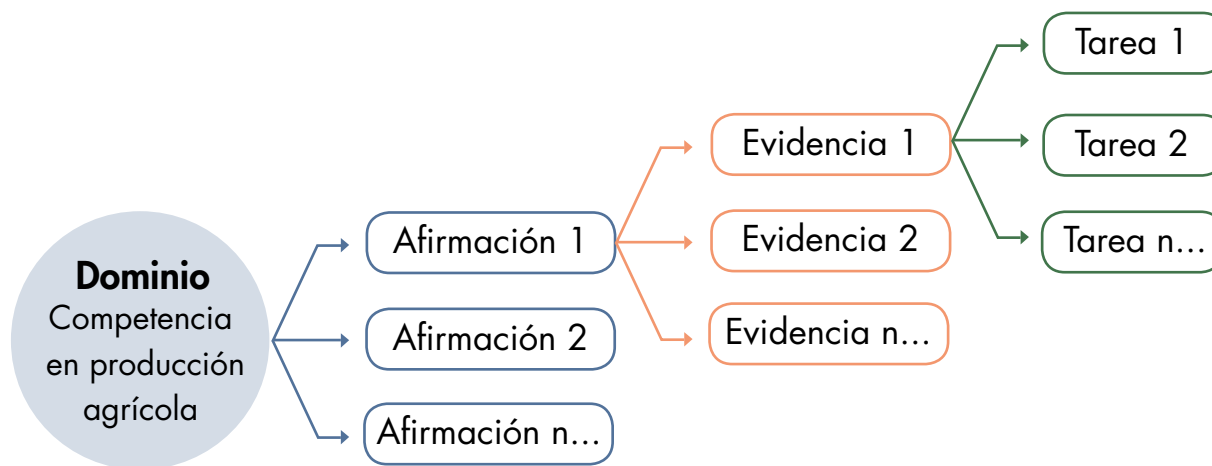 Dominio
Competencia
en producción
agrícola
Afirmación 1
Afirmación 2
Afirmación n...
Evidencia 1
Evidencia 2
Evidencia n...
Tarea 1
Tarea 2
Tarea n...